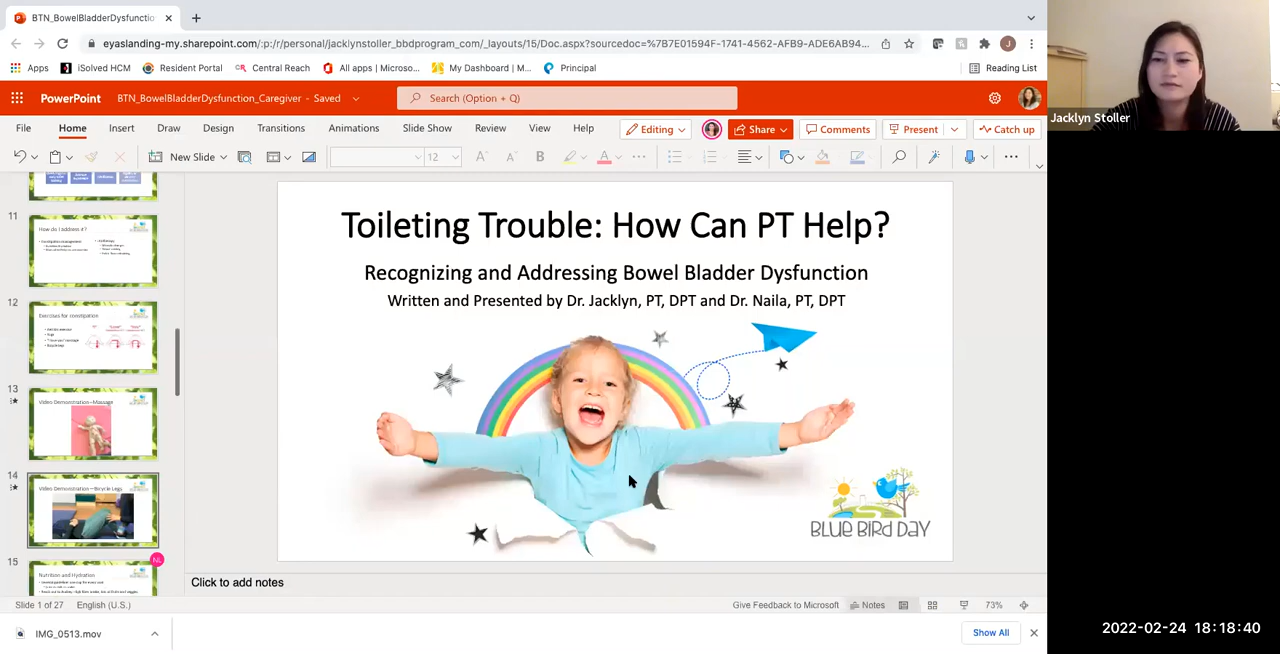 BTN_BowelBladderDysfunctio
eyaslanding-my.sharepoint.com/:p:/r/personal/jacklynstoller_bbdprogram_com/_layouts/15/Doc.aspx?sourcedoc=%7B7E01594F-1741-4562-AFB9-ADE6AB94...
J
Apps
iSolved HCM
Resident Portal
Central Reach
All apps | Microso...
My Dashboard | M...
Principal
Reading List
PowerPoint
BTN_BowelBladderDysfunction_Caregiver - Saved
Search (Option + Q)
File
Home
Insert
Draw
Design
Transitions
Animations
Slide Show
Review
View
Help
Editing
Share
Comments
Present
Catch up
New Slide
12
B
11
How do I address it?
12
Exercises for constipation
13
Video Demonstration—Massage
14
Video Demonstration—Bicycle Legs
15
NL
Nutrition and Hydration
Toileting Trouble: How Can PT Help?
Recognizing and Addressing Bowel Bladder Dysfunction
Written and Presented by Dr. Jacklyn, PT, DPT and Dr. Naila, PT, DPT
BLUE BIRD DAY
Click to add notes
Slide 1 of 27
English (U.S.)
Give Feedback to Microsoft
Notes
73%
IMG_0513.mov
Show All
Jacklyn Stoller
2022-02-24 18:18:40